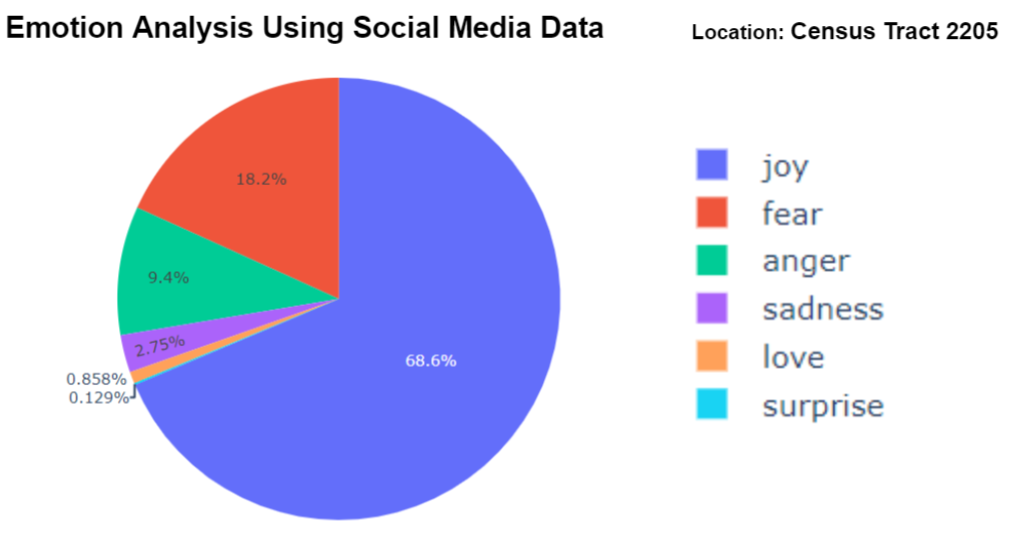 Emotion Analysis Using Social Media Data
Location: Census Tract 2205
18.2%
9.4%
2.75%
0.858%
0.129%
68.6%
joy
fear
anger
sadness
love
surprise